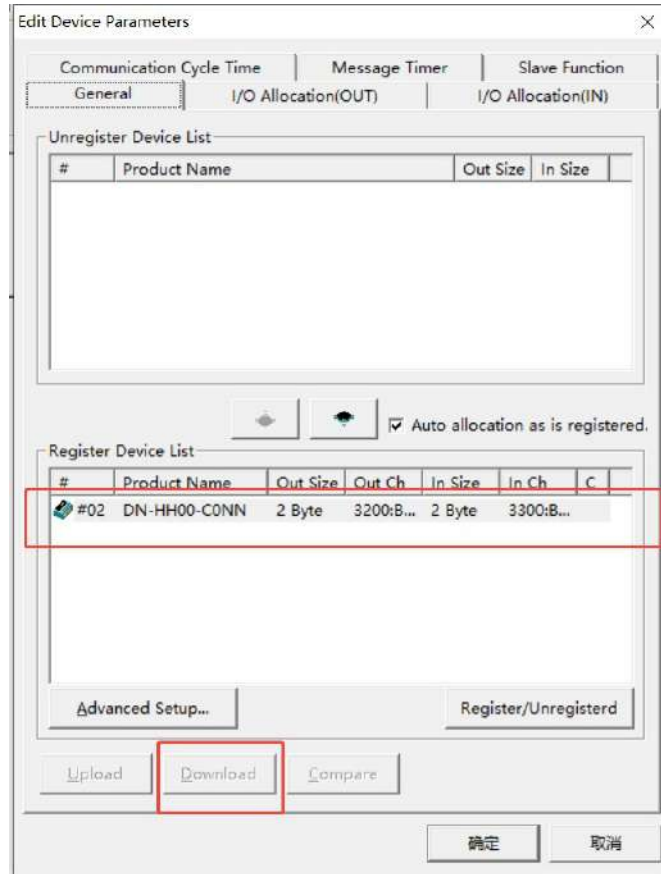 Edit Device Parameters
Communication Cycle Time Message Timer Slave Function
General I/O Allocation(OUT) I/O Allocation(IN)
Unregister Device List
# Product Name Out Size In Size
Auto allocation as is registered.
Register Device List
# Product Name Out Size Out Ch In Size In Ch C
#02 DN-HH00-C0NN 2 Byte 3200:B... 2 Byte 3300:B...
Advanced Setup... Register/Unregisterd
Upload Download Compare
确定 取消